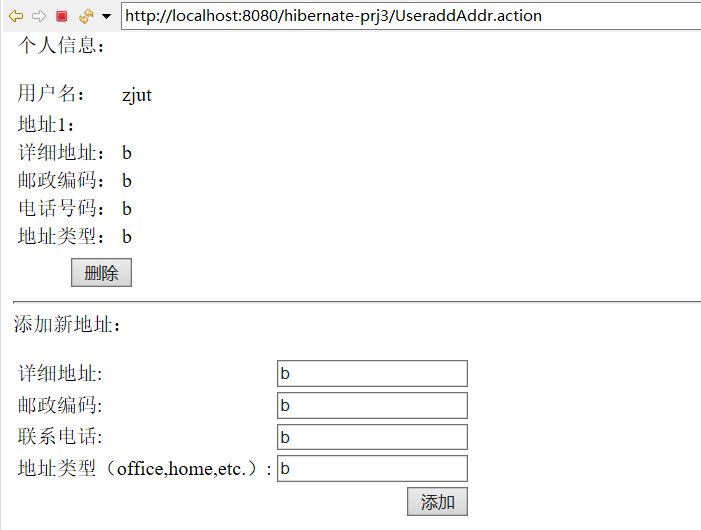 http://localhost:8080/hibernate-prj3/UseraddAddr.action
个人信息：
用户名： zjut
地址1：
详细地址： b
邮政编码： b
电话号码： b
地址类型： b
删除
添加新地址：
详细地址: b
邮政编码: b
联系电话: b
地址类型（office,home,etc.）: b
添加